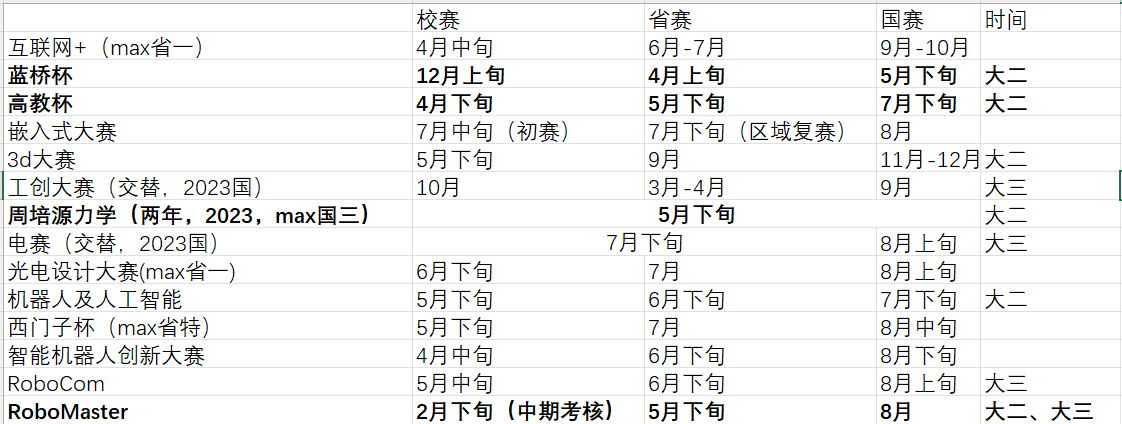 校赛 省赛 国赛 时间
互联网+（max省一） 4月中旬 6月-7月 9月-10月
蓝桥杯 12月上旬 4月上旬 5月下旬 大二
高教杯 4月下旬 5月下旬 7月下旬 大二
嵌入式大赛 7月中旬（初赛） 7月下旬（区域复赛） 8月
3d大赛 5月下旬 9月 11月-12月 大二
工创大赛（交替，2023国） 10月 3月-4月 9月 大三
周培源力学（两年，2023，max国三） 5月下旬 大二
电赛（交替，2023国） 7月下旬 8月上旬 大三
光电设计大赛(max省一) 6月下旬 7月 8月上旬
机器人及人工智能 5月下旬 6月下旬 7月下旬 大二
西门子杯（max省特） 5月下旬 7月 8月中旬
智能机器人创新大赛 4月中旬 6月下旬 8月下旬
RoboCom 5月中旬 6月下旬 8月上旬 大三
RoboMaster 2月下旬（中期考核） 5月下旬 8月 大二、大三